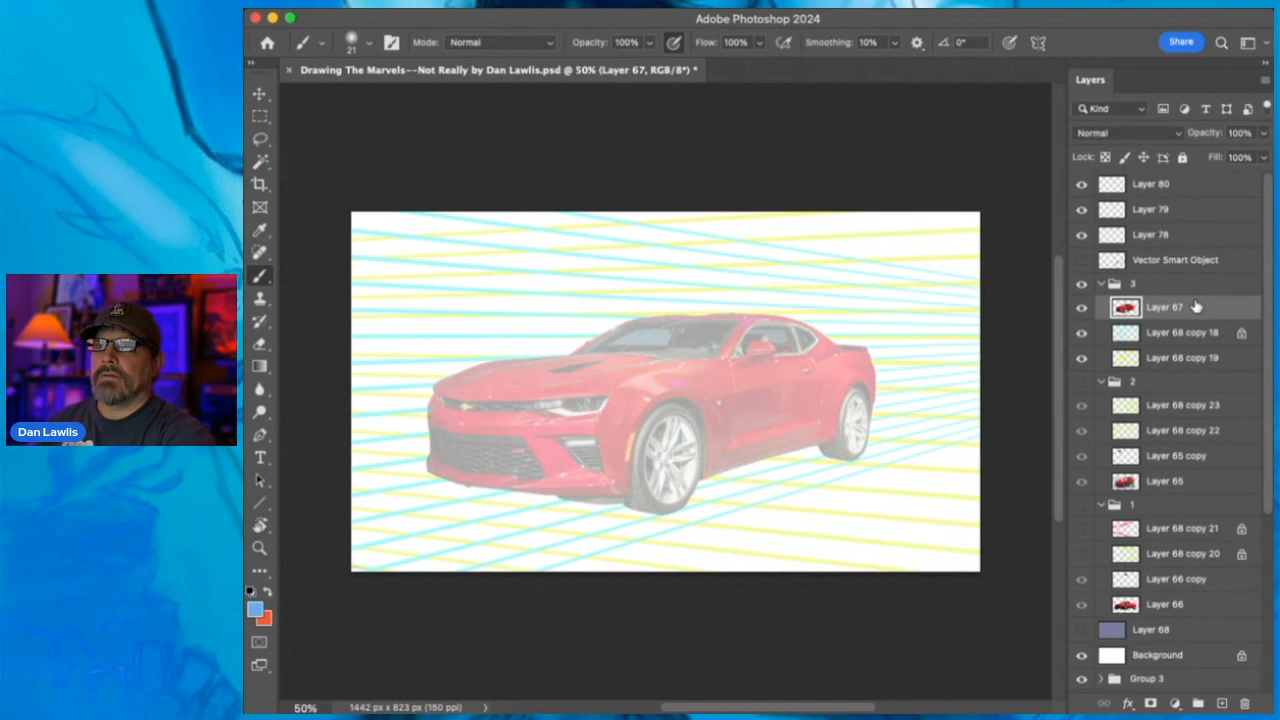 Adobe Photoshop 2024
21
Mode: Normal
Opacity: 100%
Flow: 100%
Smoothing: 10%
0°
Share
Drawing The Marvels--Not Really by Dan Lawlis.psd @ 50% (Layer 67, RGB/8*) *
Layers
Kind
Normal
Opacity: 100%
Lock:
Fill: 100%
Layer 80
Layer 79
Layer 78
Vector Smart Object
3
Layer 67
Layer 68 copy 18
Layer 68 copy 19
2
Layer 68 copy 23
Layer 68 copy 22
Layer 65 copy
Layer 65
1
Layer 68 copy 21
Layer 68 copy 20
Layer 66 copy
Layer 66
Layer 68
Background
Group 3
Dan Lawlis
50%
1442 px x 823 px (150 ppi)